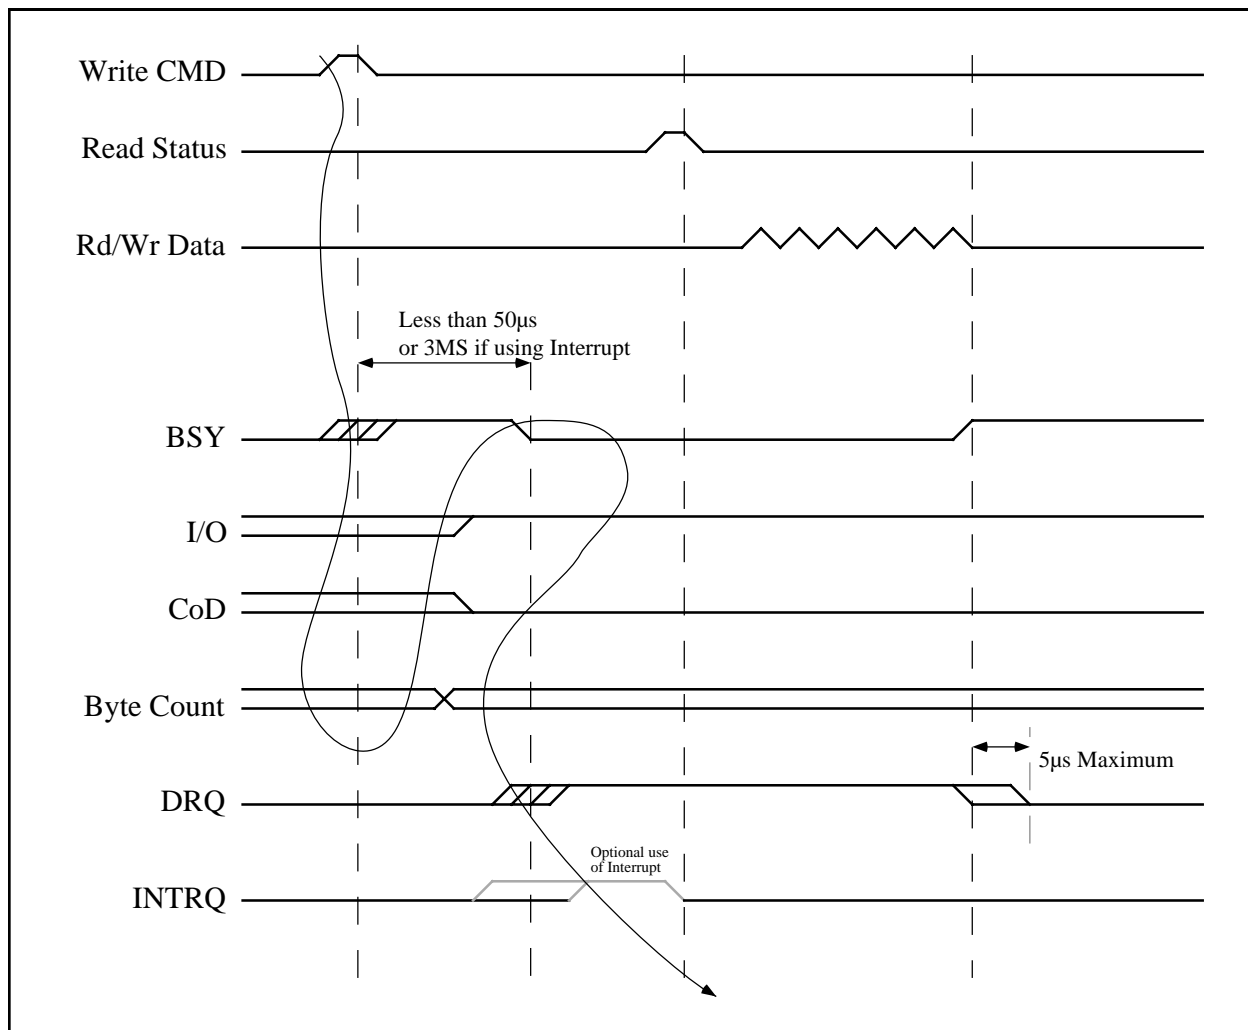 Write CMD
Read Status
Rd/Wr Data
Less than 50µs
or 3MS if using Interrupt
BSY
I/O
CoD
Byte Count
5µs Maximum
DRQ
Optional use
of Interrupt
INTRQ